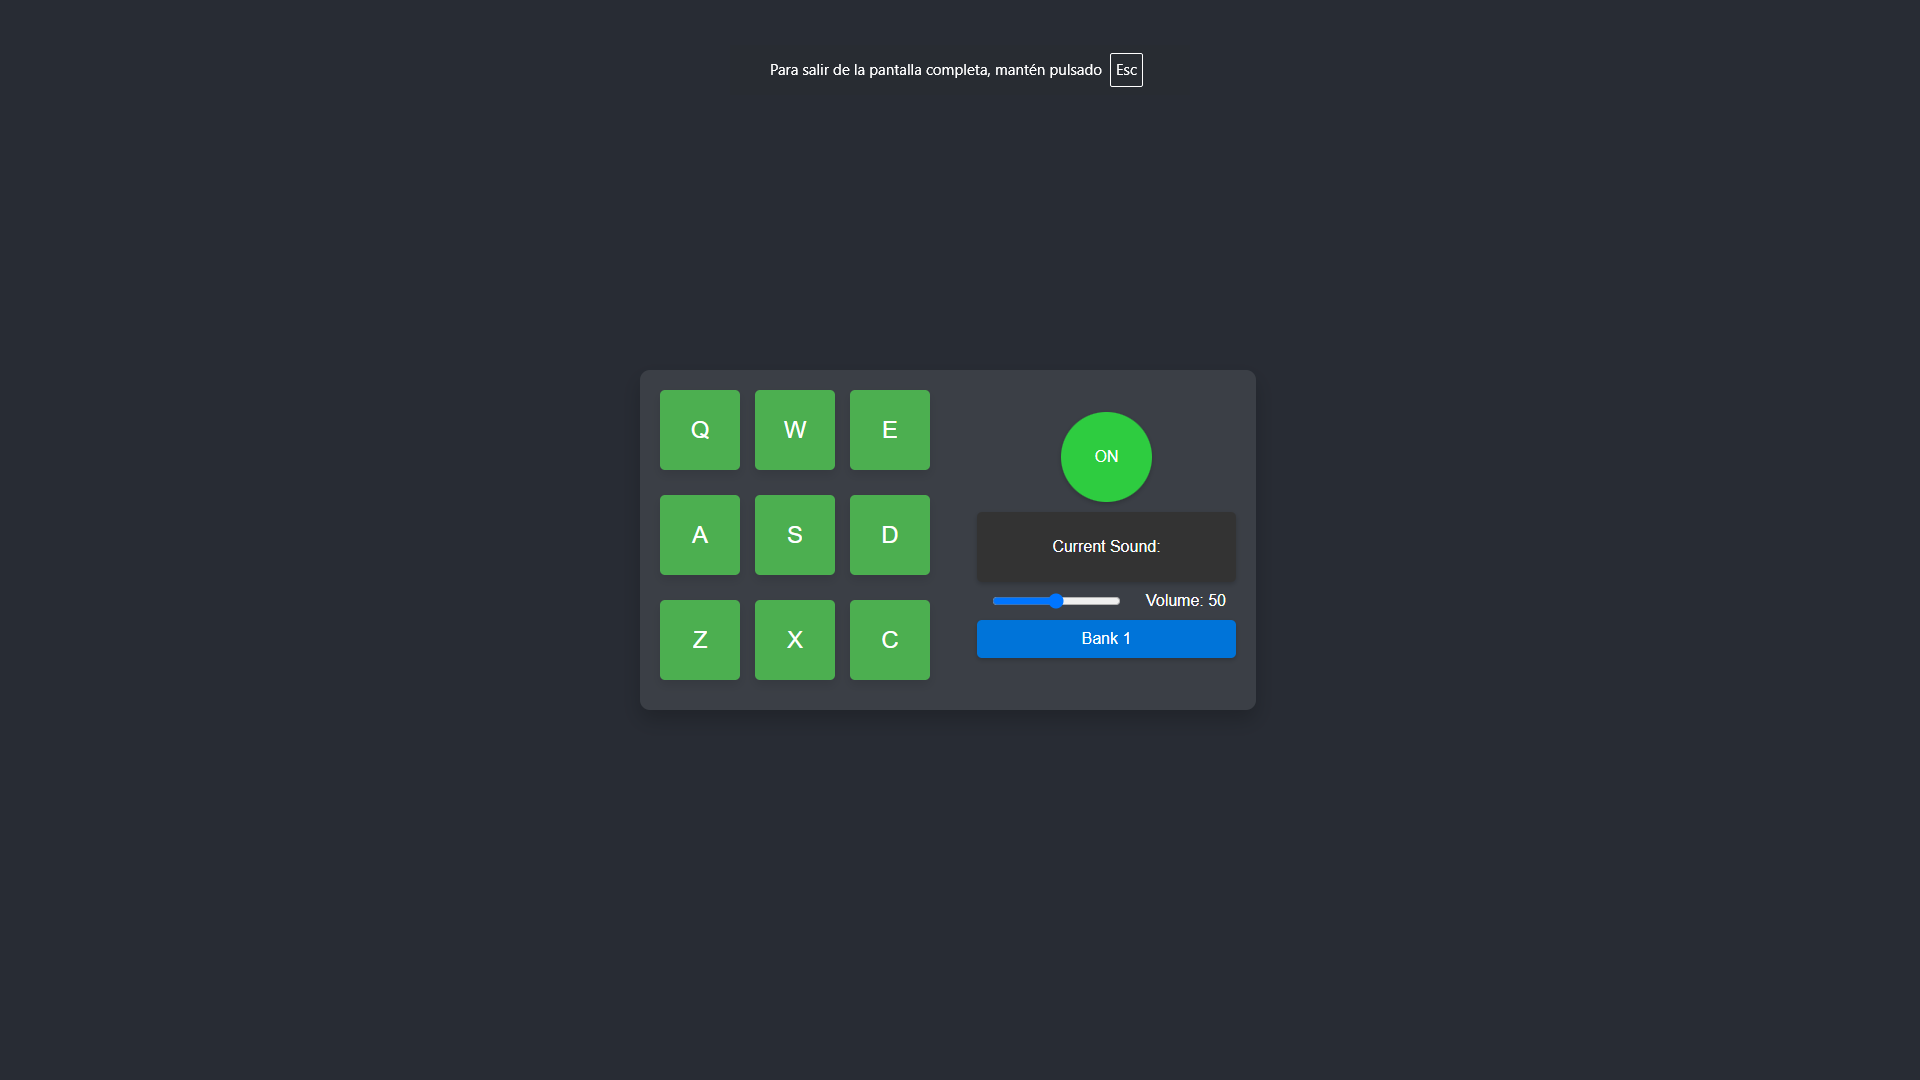 Para salir de la pantalla completa, mantén pulsado Esc
Q W E
ON
A S D
Current Sound:
Volume: 50
Z X C
Bank 1